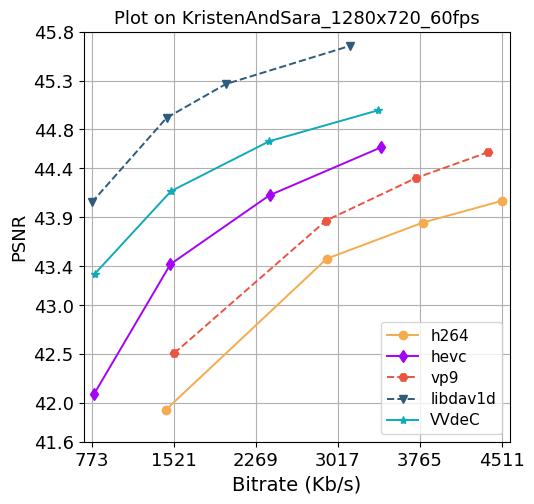 Plot on KristenAndSara_1280x720_60fps
PSNR
45.8
45.3
44.8
44.4
43.9
43.4
43.0
42.5
42.0
41.6
h264
hevc
vp9
libdav1d
VVdeC
773 1521 2269 3017 3765 4511
Bitrate (Kb/s)